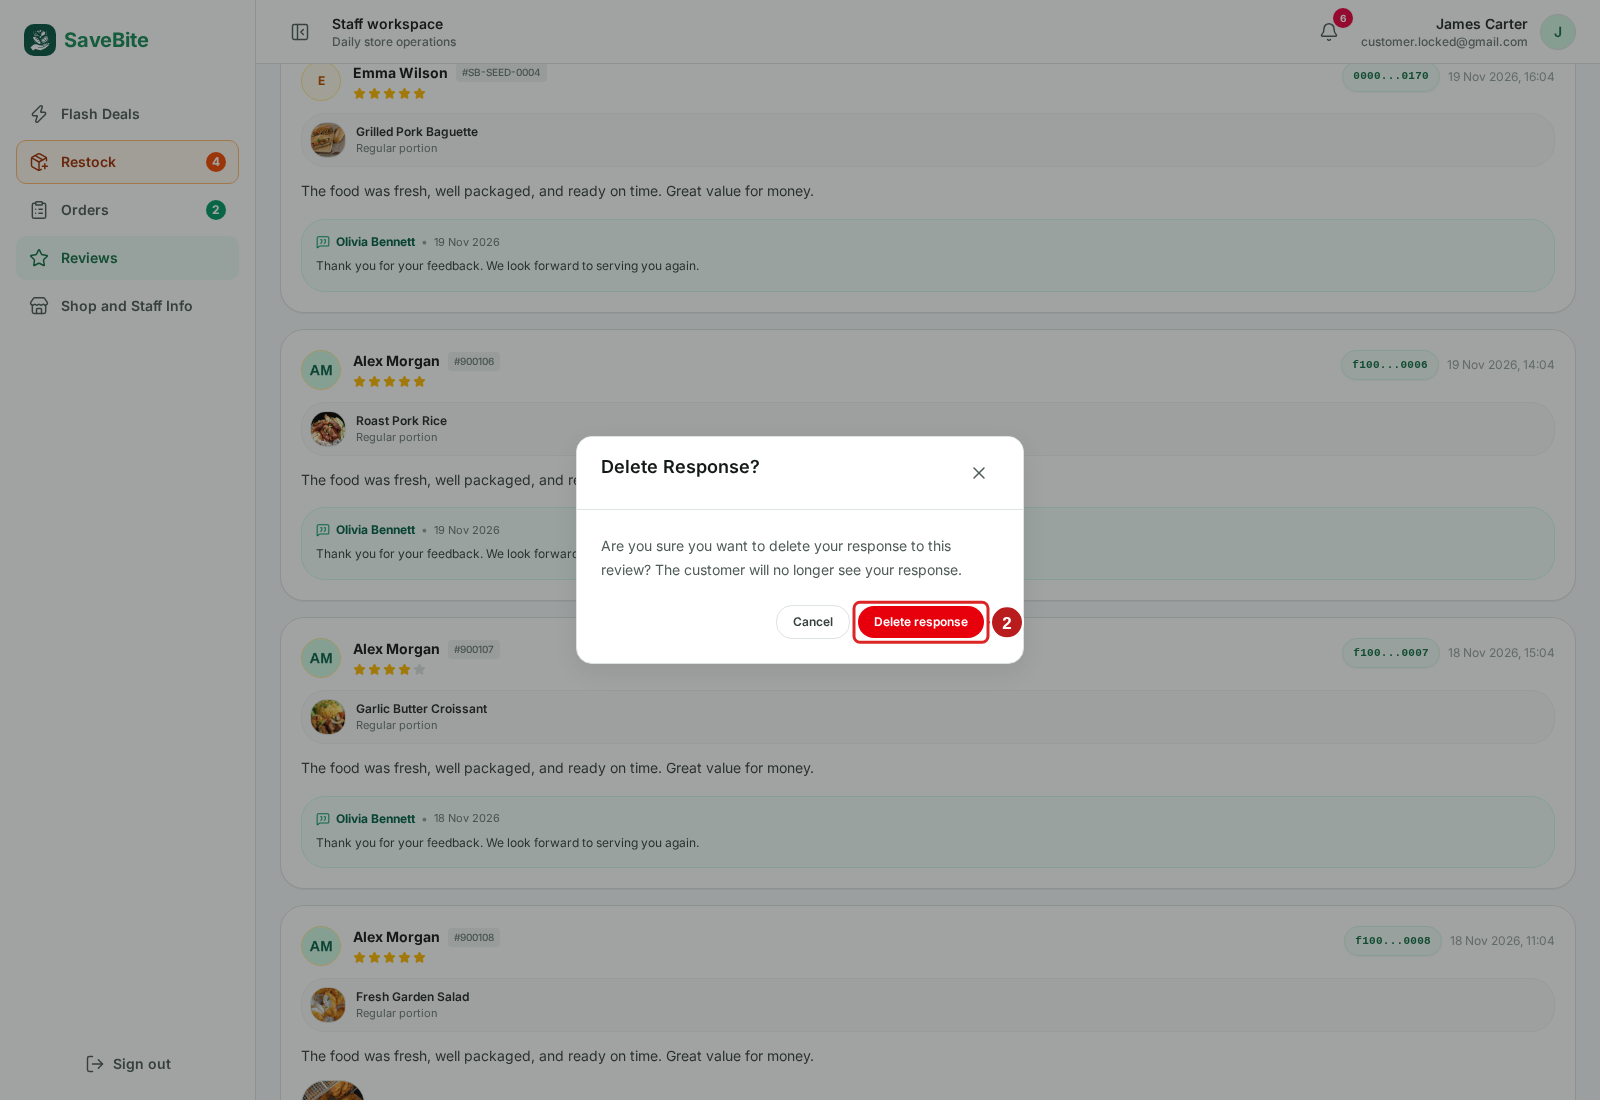 SaveBite
Flash Deals
Restock 4
Orders 2
Reviews
Shop and Staff Info
Sign out
Staff workspace
Daily store operations
6
James Carter
customer.locked@gmail.com
J
E
Emma Wilson #SB-SEED-0004
0000...0170 19 Nov 2026, 16:04
Grilled Pork Baguette
Regular portion
The food was fresh, well packaged, and ready on time. Great value for money.
Olivia Bennett • 19 Nov 2026
Thank you for your feedback. We look forward to serving you again.
AM
Alex Morgan #900106
f100...0006 19 Nov 2026, 14:04
Roast Pork Rice
Regular portion
The food was fresh, well packaged, and
Olivia Bennett • 19 Nov 2026
Thank you for your feedback. We look forward
Delete Response?
Are you sure you want to delete your response to this
review? The customer will no longer see your response.
Cancel Delete response 2
AM
Alex Morgan #900107
f100...0007 18 Nov 2026, 15:04
Garlic Butter Croissant
Regular portion
The food was fresh, well packaged, and ready on time. Great value for money.
Olivia Bennett • 18 Nov 2026
Thank you for your feedback. We look forward to serving you again.
AM
Alex Morgan #900108
f100...0008 18 Nov 2026, 11:04
Fresh Garden Salad
Regular portion
The food was fresh, well packaged, and ready on time. Great value for money.